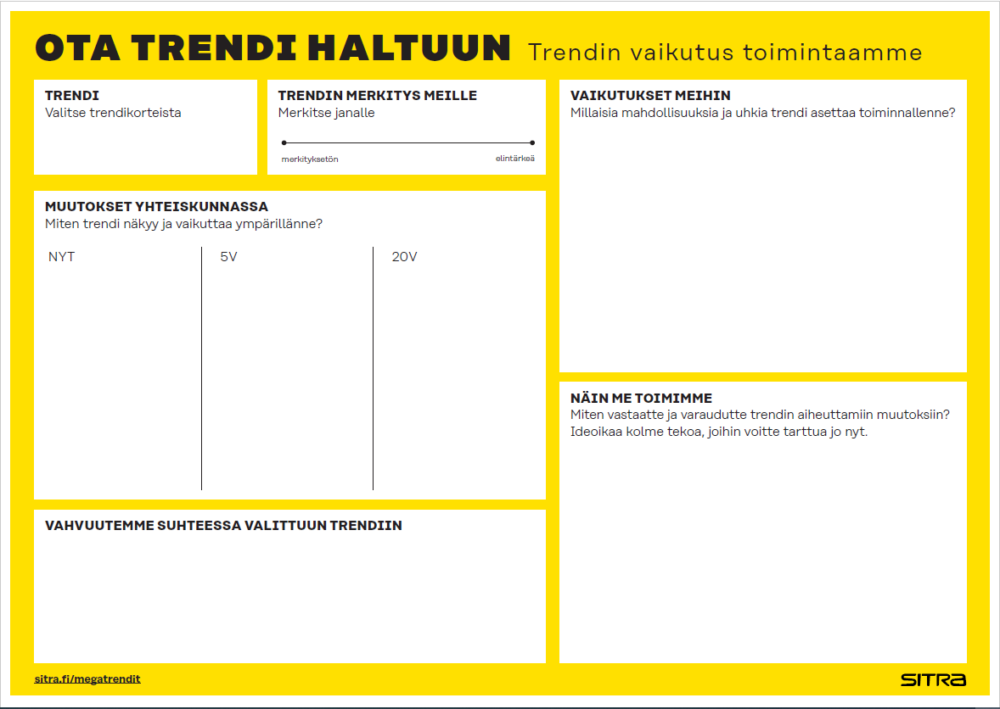 OTA TRENDI HALTUUN Trendin vaikutus toimintaamme
TRENDI
Valitse trendikorteista
TRENDIN MERKITYS MEILLE
Merkitse janalle
merkityksetön elintärkeä
MUUTOKSET YHTEISKUNNASSA
Miten trendi näkyy ja vaikuttaa ympärillänne?
NYT 5V 20V
VAHVUUTEMME SUHTEESSA VALITTUUN TRENDIIN
VAIKUTUKSET MEIHIN
Millaisia mahdollisuuksia ja uhkia trendi asettaa toiminnallenne?
NÄIN ME TOIMIMME
Miten vastaatte ja varaudutte trendin aiheuttamiin muutoksiin?
Ideoikaa kolme tekoa, joihin voitte tarttua jo nyt.
sitra.fi/megatrendit
SITRA